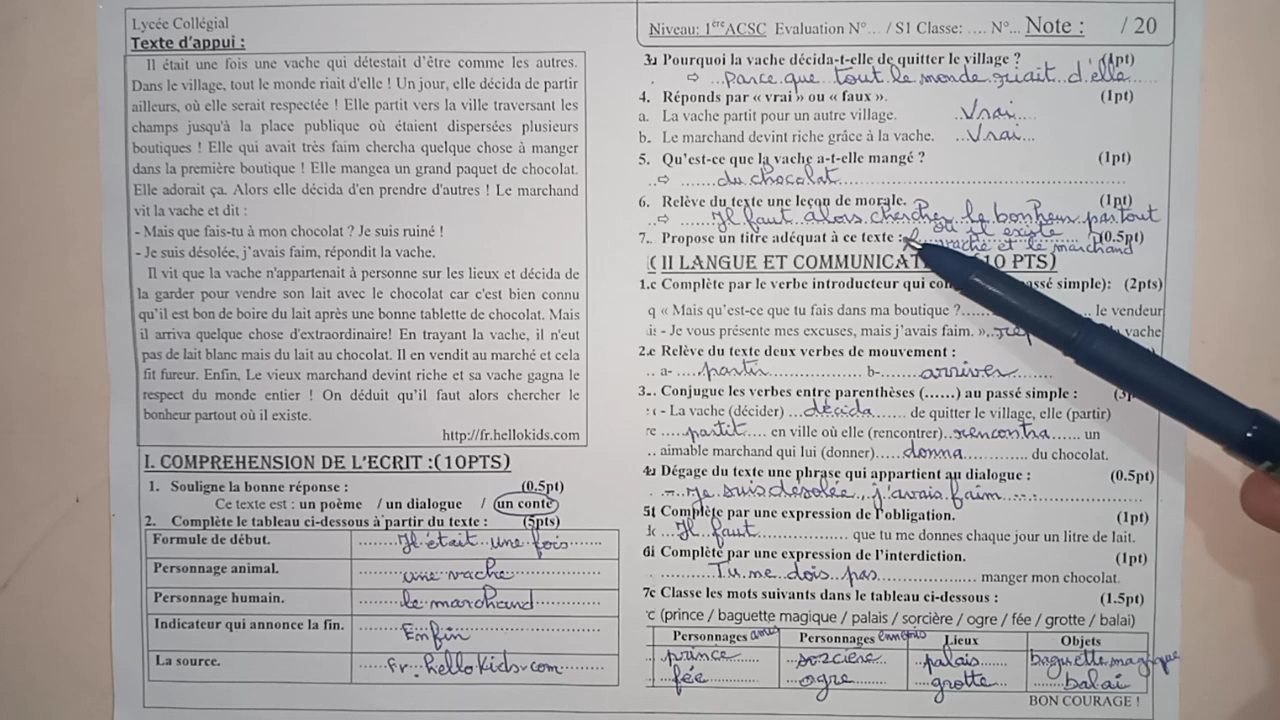 Lycée Collégial
Texte d'appui :
Il était une fois une vache qui détestait d'être comme les autres.
Dans le village, tout le monde riait d'elle ! Un jour, elle décida de partir
ailleurs, où elle serait respectée ! Elle partit vers la ville traversant les
champs jusqu'à la place publique où étaient dispersées plusieurs
boutiques ! Elle qui avait très faim chercha quelque chose à manger
dans la première boutique ! Elle mangea un grand paquet de chocolat.
Elle adorait ça. Alors elle décida d'en prendre d'autres ! Le marchand
vit la vache et dit :
- Mais que fais-tu à mon chocolat ? Je suis ruiné !
- Je suis désolée, j'avais faim, répondit la vache.
Il vit que la vache n'appartenait à personne sur les lieux et décida de
la garder pour vendre son lait avec le chocolat car c'est bien connu
qu'il est bon de boire du lait après une bonne tablette de chocolat. Mais
il arriva quelque chose d'extraordinaire! En trayant la vache, il n'eut
pas de lait blanc mais du lait au chocolat. Il en vendit au marché et cela
fit fureur. Enfin, Le vieux marchand devint riche et sa vache gagna le
respect du monde entier ! On déduit qu'il faut alors chercher le
bonheur partout où il existe.
http://fr.hellokids.com
I. COMPREHENSION DE L'ECRIT :(10PTS)
1. Souligne la bonne réponse : (0.5pt)
Ce texte est : un poème / un dialogue / un conte
2. Complète le tableau ci-dessous à partir du texte : (5pts)
Formule de début. Il était une fois
Personnage animal. une vache
Personnage humain. le marchand
Indicateur qui annonce la fin. Enfin
La source. fr.hellokids.com
Niveau: 1ère ACSC Evaluation N°... / S1 Classe: .... N°... Note : / 20
3. Pourquoi la vache décida-t-elle de quitter le village ? (1pt)
⇨ Parce que tout le monde riait d'elle
4. Réponds par « vrai » ou « faux ». (1pt)
a. La vache partit pour un autre village. Vrai
b. Le marchand devint riche grâce à la vache. Vrai
5. Qu'est-ce que la vache a-t-elle mangé ? (1pt)
⇨ du chocolat
6. Relève du texte une leçon de morale. (1pt)
⇨ Il faut alors chercher le bonheur partout
où il existe
7. Propose un titre adéquat à ce texte : vache et le marchand (0.5pt)
II LANGUE ET COMMUNICAT (10 PTS)
1. Complète par le verbe introducteur qui passé simple): (2pts)
« Mais qu'est-ce que tu fais dans ma boutique ?........ le vendeur
- Je vous présente mes excuses, mais j'avais faim. » vache
2. Relève du texte deux verbes de mouvement :
a- partir b- arriver
3. Conjugue les verbes entre parenthèses (......) au passé simple :
- La vache (décider) décida de quitter le village, elle (partir)
partit en ville où elle (rencontrer) rencontra un
aimable marchand qui lui (donner) donna du chocolat.
4 Dégage du texte une phrase qui appartient au dialogue : (0.5pt)
- Je suis désolée, j'avais faim
5 Complète par une expression de l'obligation. (1pt)
Il faut que tu me donnes chaque jour un litre de lait.
6 Complète par une expression de l'interdiction. (1pt)
Tu me dois pas manger mon chocolat.
7 Classe les mots suivants dans le tableau ci-dessous : (1.5pt)
(prince / baguette magique / palais / sorcière / ogre / fée / grotte / balai)
Personnages amis Personnages ennemis Lieux Objets
prince sorcière palais baguette magique
fée ogre grotte balai
BON COURAGE !